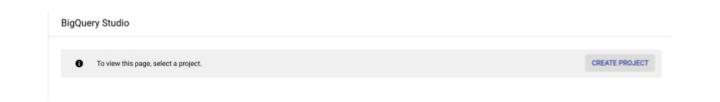 BigQuery Studio
To view this page, select a project.
CREATE PROJECT